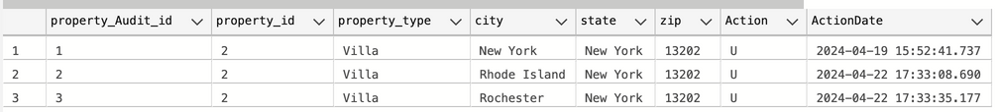 property_Audit_id property_id property_type city state zip Action ActionDate
1 1 2 Villa New York New York 13202 U 2024-04-19 15:52:41.737
2 2 2 Villa Rhode Island New York 13202 U 2024-04-22 17:33:08.690
3 3 2 Villa Rochester New York 13202 U 2024-04-22 17:33:35.177